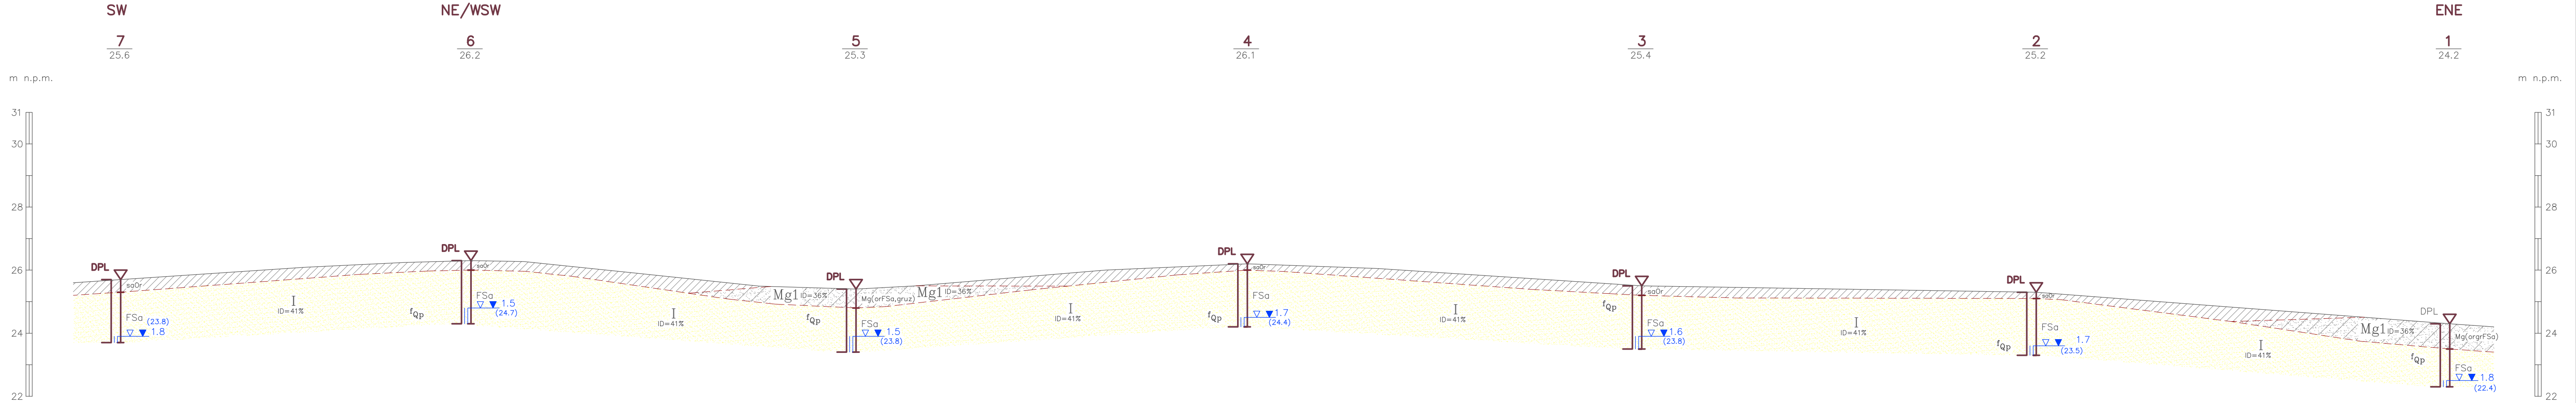 SW NE/WSW ENE
7 6 5 4 3 2 1
25.6 26.2 25.3 26.1 25.4 25.2 24.2
m n.p.m. m n.p.m.
31 31
30 30
28 28
26 26
24 24
22 22
DPL
saOr
FSa
(23.8)
1.8
I
ID=41%
DPL
saOr
FSa
1.5
(24.7)
fQp
I
ID=41%
Mg1 ID=36%
DPL
Mg(orFSa,gruz)
Mg1 ID=36%
fQp
FSa
1.5
(23.8)
I
ID=41%
DPL
saOr
FSa
fQp
1.7
(24.4)
I
ID=41%
DPL
saOr
fQp
FSa
1.6
(23.8)
I
ID=41%
DPL
saOr
FSa
fQp
1.7
(23.5)
I
ID=41%
DPL
Mg1 ID=36%
Mg(orgrFSa)
fQp
FSa
1.8
(22.4)